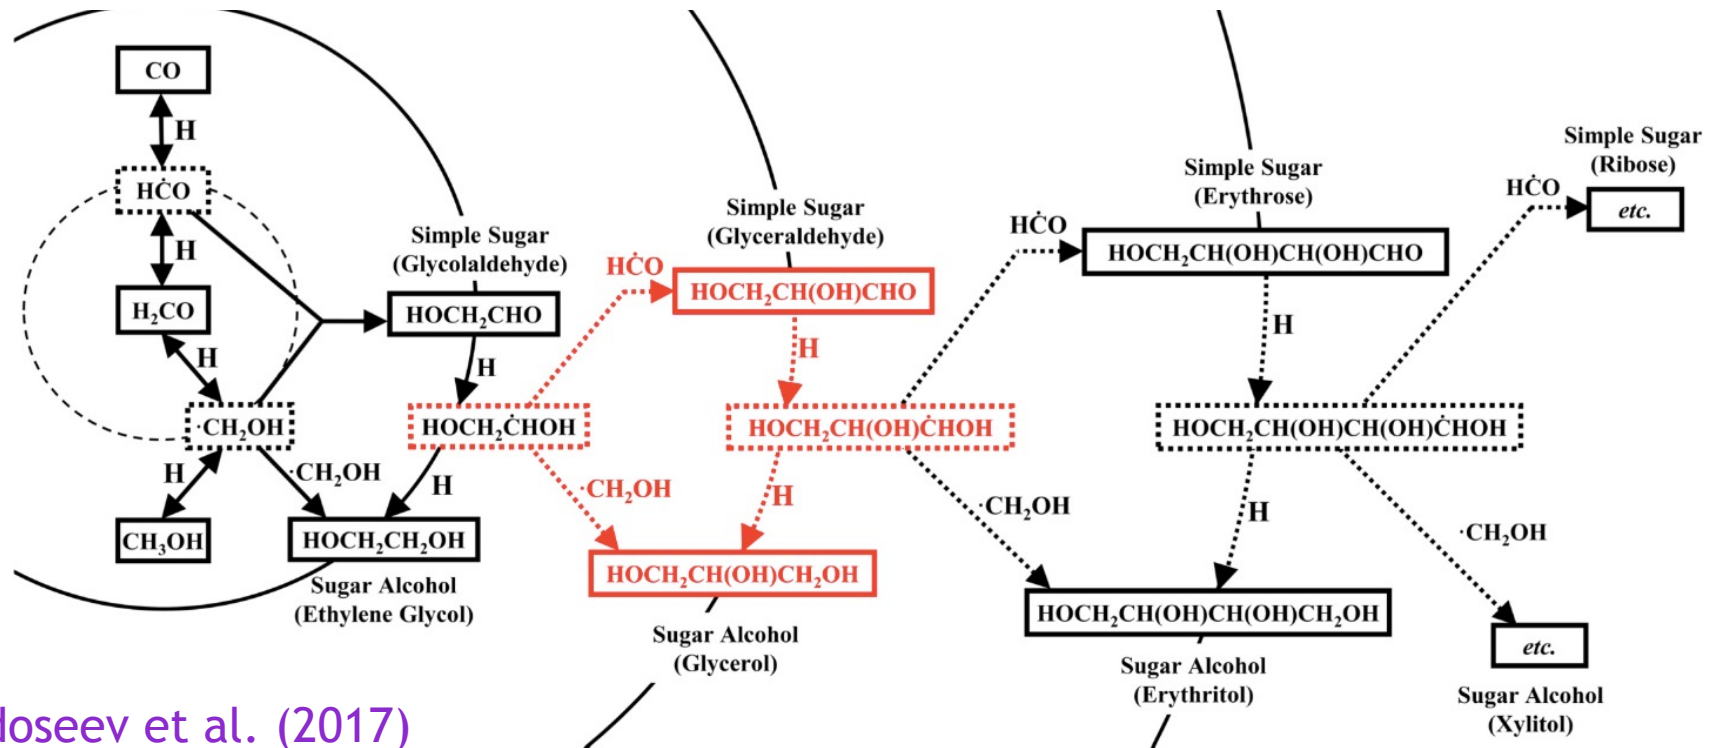 CO
H
HĊO
H
H₂CO
H
·CH₂OH
H
CH₃OH
·CH₂OH
HOCH₂CH₂OH
Sugar Alcohol
(Ethylene Glycol)
Simple Sugar
(Glycolaldehyde)
HOCH₂CHO
H
HOCH₂ĊHOH
H
HĊO
·CH₂OH
Simple Sugar
(Glyceraldehyde)
HOCH₂CH(OH)CHO
H
HOCH₂CH(OH)ĊHOH
H
HOCH₂CH(OH)CH₂OH
Sugar Alcohol
(Glycerol)
HĊO
·CH₂OH
Simple Sugar
(Erythrose)
HOCH₂CH(OH)CH(OH)CHO
H
HOCH₂CH(OH)CH(OH)ĊHOH
H
HOCH₂CH(OH)CH(OH)CH₂OH
Sugar Alcohol
(Erythritol)
Simple Sugar
(Ribose)
HĊO
etc.
·CH₂OH
etc.
Sugar Alcohol
(Xylitol)
doseev et al. (2017)